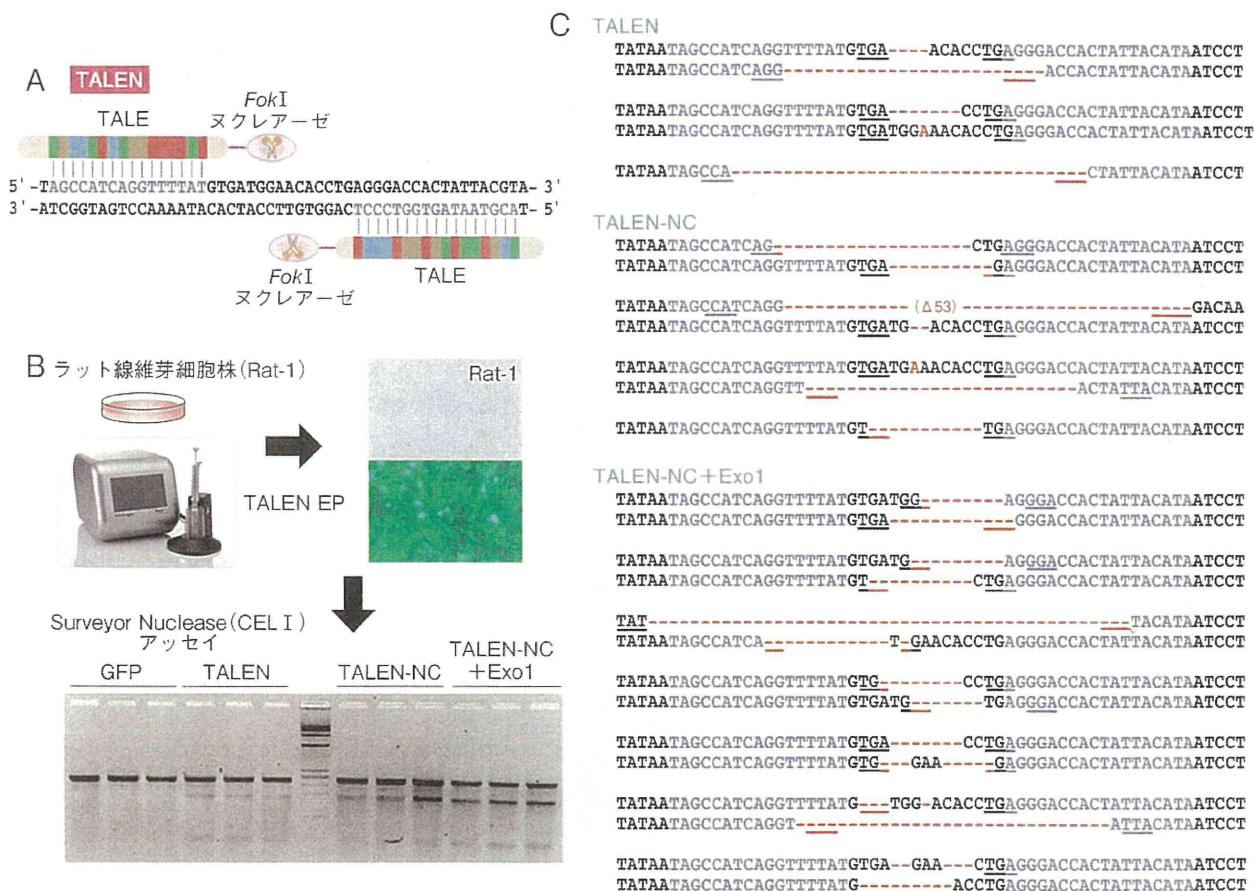 A TALEN
FokI
ヌクレアーゼ
TALE
5'-TAGCCATCAGGTTTTATGTGATGGAACACCTGAGGGACCACTATTACGTA-3'
3'-ATCGGTAGTCCAAAATACACTACCTTGTGGACTCCCTGGTGATAATGCAT-5'
FokI
ヌクレアーゼ
TALE
B ラット線維芽細胞株(Rat-1)
Rat-1
TALEN EP
Surveyor Nuclease(CEL I)
アッセイ
GFP TALEN TALEN-NC TALEN-NC
+Exo1
C TALEN
TATAATAGCCATCAGGTTTTATGTGA----ACACCTGAGGGACCACTATTACATAATCCT
TATAATAGCCATCAGG-------------------------ACCACTATTACATAATCCT
TATAATAGCCATCAGGTTTTATGTGA-------CCTGAGGGACCACTATTACATAATCCT
TATAATAGCCATCAGGTTTTATGTGATGGAAACACCTGAGGGACCACTATTACATAATCCT
TATAATAGCCA----------------------------------CTATTACATAATCCT
TALEN-NC
TATAATAGCCATCAG-------------------CTGAGGGACCACTATTACATAATCCT
TATAATAGCCATCAGGTTTTATGTGA----------GAGGGACCACTATTACATAATCCT
TATAATAGCCATCAGG------------(Δ53)-----------------------GACAA
TATAATAGCCATCAGGTTTTATGTGATG--ACACCTGAGGGACCACTATTACATAATCCT
TATAATAGCCATCAGGTTTTATGTGATGAAACACCTGAGGGACCACTATTACATAATCCT
TATAATAGCCATCAGGTT--------------------------ACTATTACATAATCCT
TATAATAGCCATCAGGTTTTATGT-----------TGAGGGACCACTATTACATAATCCT
TALEN-NC+Exo1
TATAATAGCCATCAGGTTTTATGTGATGG--------AGGGACCACTATTACATAATCCT
TATAATAGCCATCAGGTTTTATGTGA------------GGGACCACTATTACATAATCCT
TATAATAGCCATCAGGTTTTATGTGATG---------AGGGACCACTATTACATAATCCT
TATAATAGCCATCAGGTTTTATGT----------CTGAGGGACCACTATTACATAATCCT
TAT----------------------------------------------TACATAATCCT
TATAATAGCCATCA------------T-GAACACCTGAGGGACCACTATTACATAATCCT
TATAATAGCCATCAGGTTTTATGTG--------CCTGAGGGACCACTATTACATAATCCT
TATAATAGCCATCAGGTTTTATGTGATG-------TGAGGGACCACTATTACATAATCCT
TATAATAGCCATCAGGTTTTATGTGA-------CCTGAGGGACCACTATTACATAATCCT
TATAATAGCCATCAGGTTTTATGTG---GAA-----GAGGGACCACTATTACATAATCCT
TATAATAGCCATCAGGTTTTATG---TGG-ACACCTGAGGGACCACTATTACATAATCCT
TATAATAGCCATCAGGT------------------------------ATTACATAATCCT
TATAATAGCCATCAGGTTTTATGTGA--GAA---CTGAGGGACCACTATTACATAATCCT
TATAATAGCCATCAGGTTTTATG---------ACCTGAGGGACCACTATTACATAATCCT